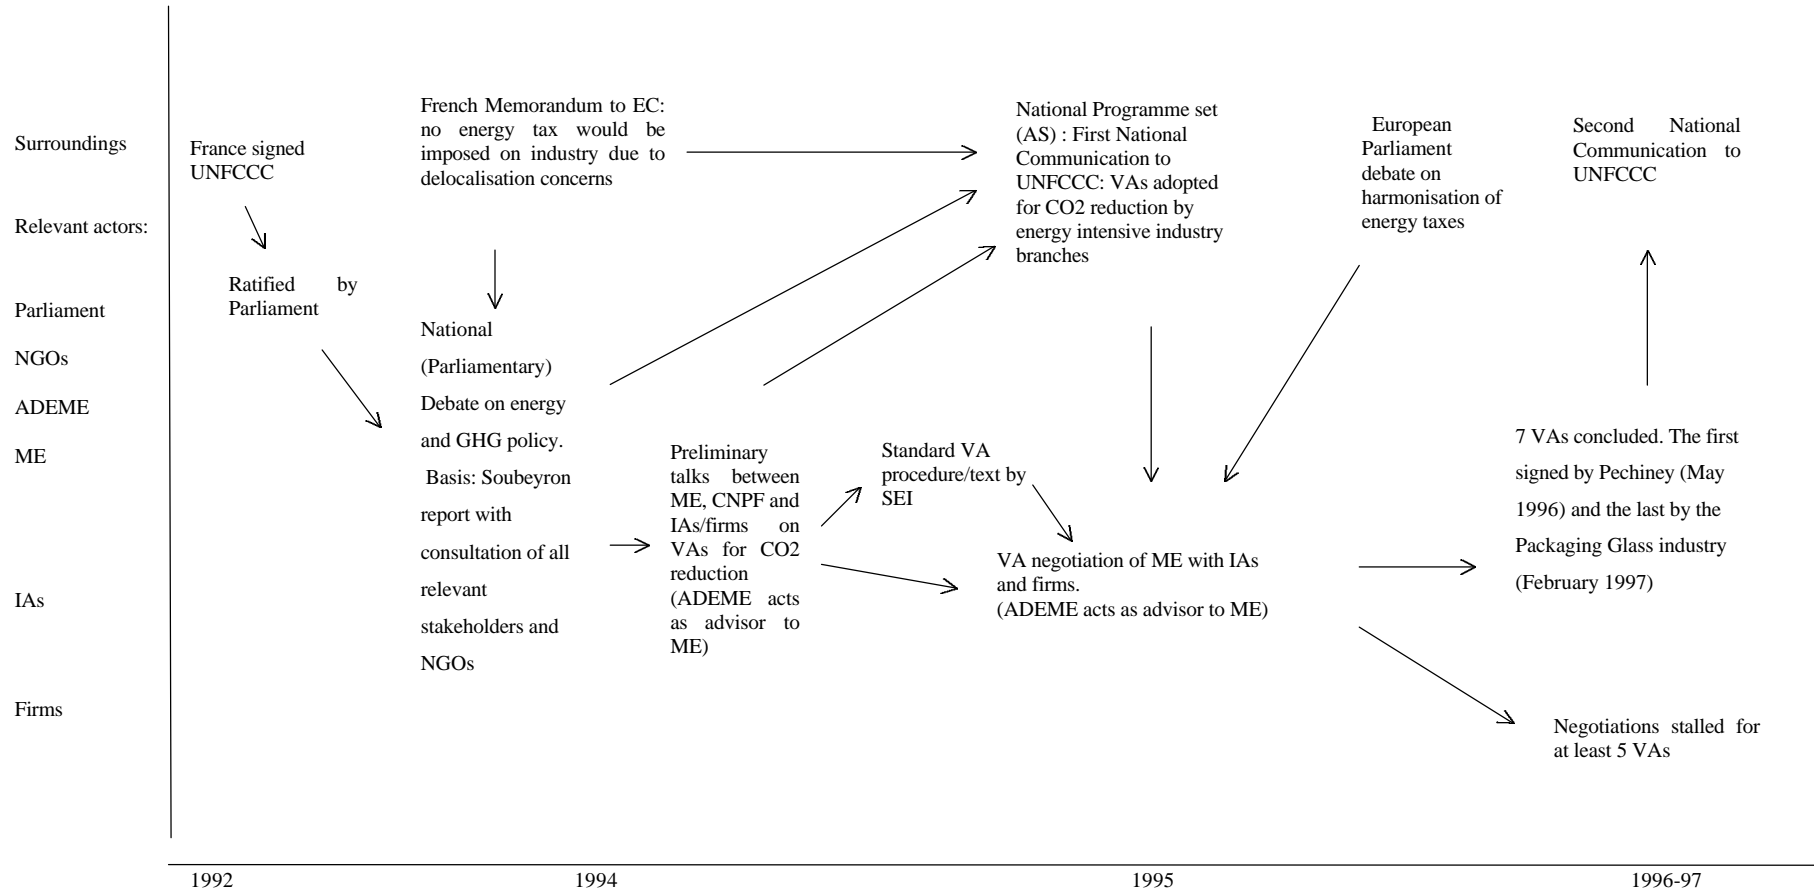 Surroundings
Relevant actors:
Parliament
NGOs
ADEME
ME
IAs
Firms
France signed
UNFCCC
Ratified by
Parliament
French Memorandum to EC:
no energy tax would be
imposed on industry due to
delocalisation concerns
National
(Parliamentary)
Debate on energy
and GHG policy.
Basis: Soubeyron
report with
consultation of all
relevant
stakeholders and
NGOs
Preliminary
talks between
ME, CNPF and
IAs/firms on
VAs for CO2
reduction
(ADEME acts
as advisor to
ME)
Standard VA
procedure/text by
SEI
National Programme set
(AS) : First National
Communication to
UNFCCC: VAs adopted
for CO2 reduction by
energy intensive industry
branches
VA negotiation of ME with IAs
and firms.
(ADEME acts as advisor to ME)
European
Parliament
debate on
harmonisation of
energy taxes
Second National
Communication to
UNFCCC
7 VAs concluded. The first
signed by Pechiney (May
1996) and the last by the
Packaging Glass industry
(February 1997)
Negotiations stalled for
at least 5 VAs
1992
1994
1995
1996-97